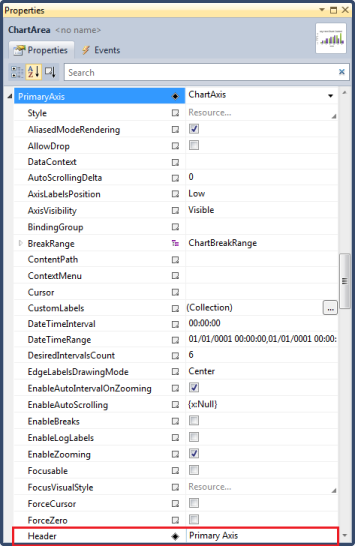 Properties
ChartArea <no name>
Properties Events
A Z Search
PrimaryAxis ChartAxis
Style Resource...
AliasedModeRendering
AllowDrop
DataContext
AutoScrollingDelta 0
AxisLabelsPosition Low
AxisVisibility Visible
BindingGroup
BreakRange ChartBreakRange
ContentPath
ContextMenu
Cursor
CustomLabels (Collection) ...
DateTimeInterval 00:00:00
DateTimeRange 01/01/0001 00:00:00,01/01/0001 00:00:
DesiredIntervalsCount 6
EdgeLabelsDrawingMode Center
EnableAutoIntervalOnZooming
EnableAutoScrolling {x:Null}
EnableBreaks
EnableLogLabels
EnableZooming
Focusable
FocusVisualStyle Resource...
ForceCursor
ForceZero
Header Primary Axis